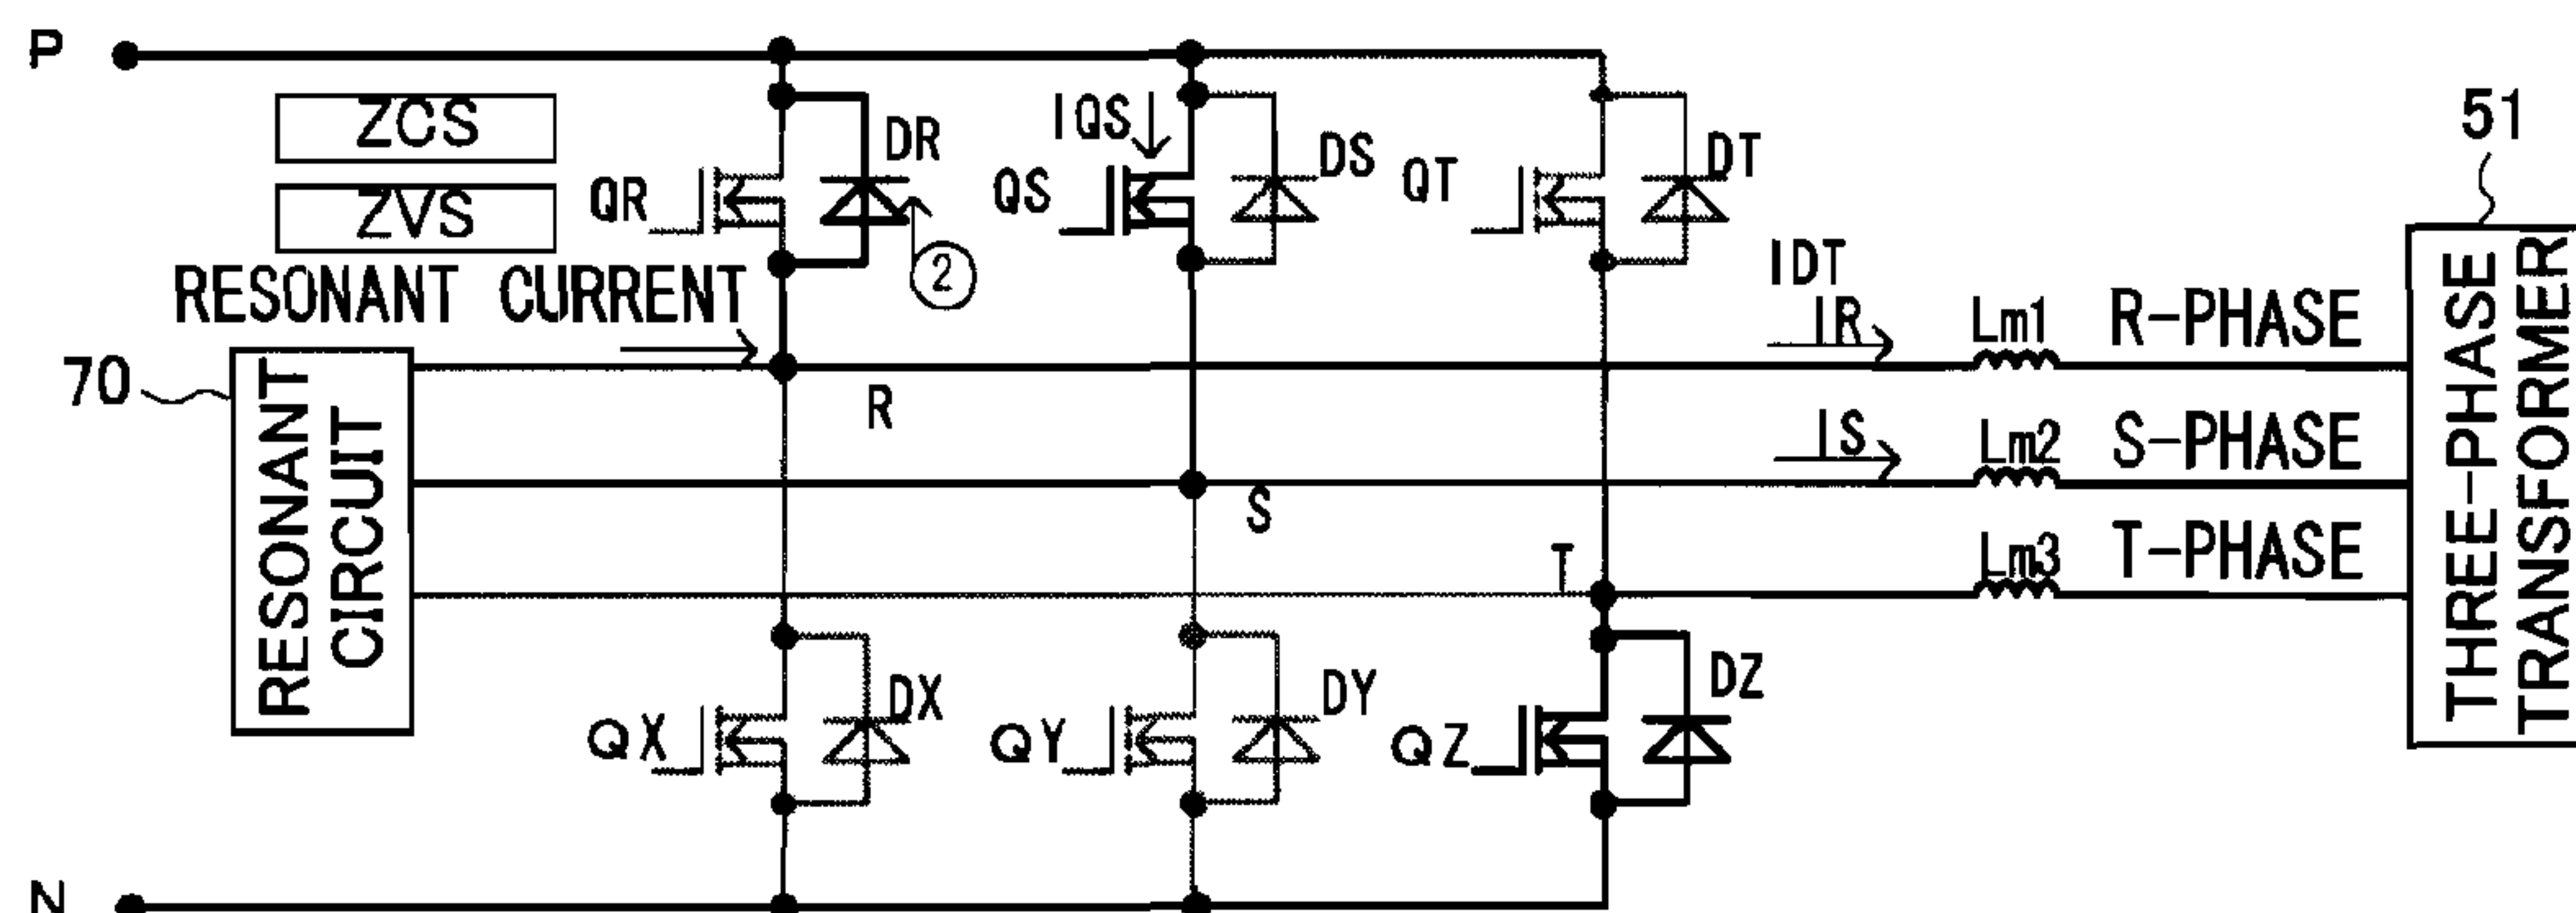 P
ZCS
ZVS
RESONANT CURRENT
70
RESONANT
CIRCUIT
QR
DR
2
IQS
QS
DS
QT
DT
51
IDT
IR
Lm1
R-PHASE
R
IS
Lm2
S-PHASE
S
T
Lm3
T-PHASE
THREE-PHASE
TRANSFORMER
QX
DX
QY
DY
QZ
DZ
N